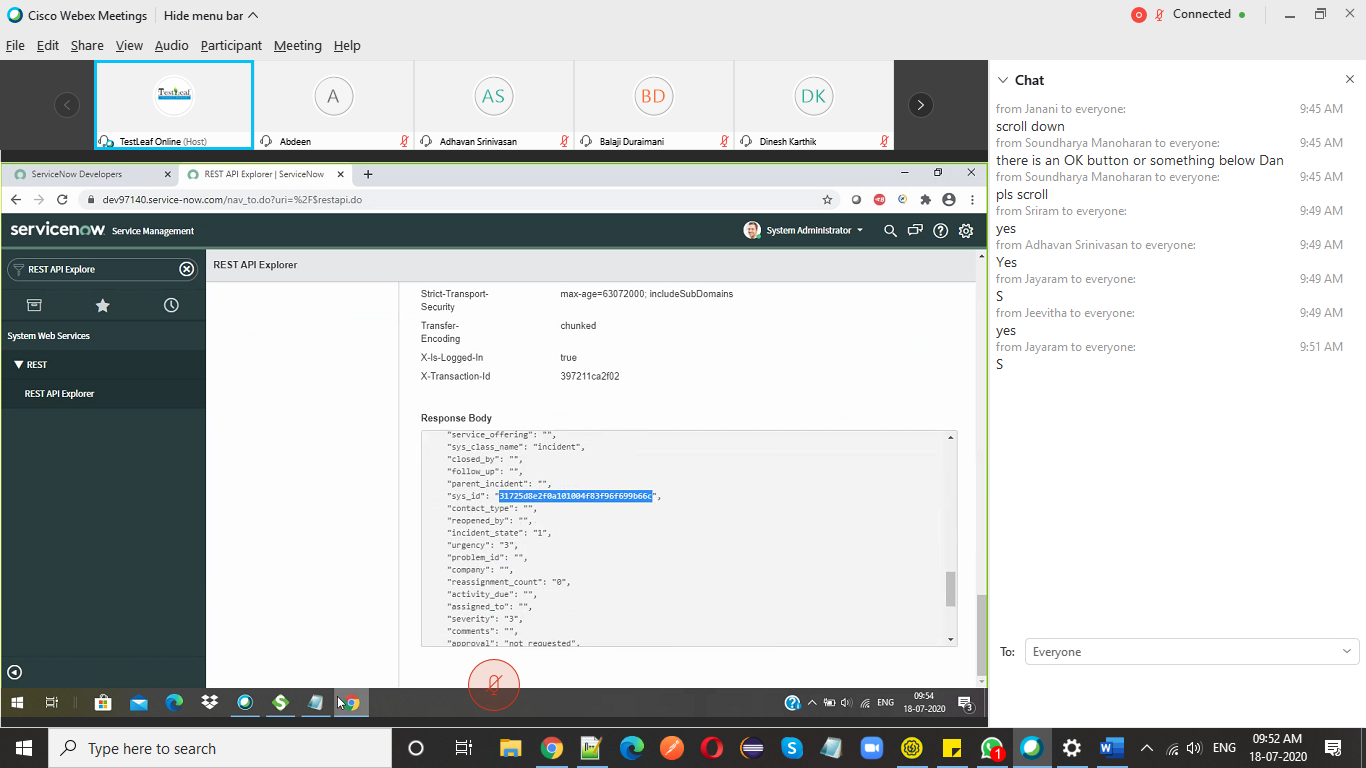 Cisco Webex Meetings
Hide menu bar
Connected
File Edit Share View Audio Participant Meeting Help
TestLeaf
A
AS
BD
DK
TestLeaf Online (Host)
Abdeen
Adhavan Srinivasan
Balaji Duraimani
Dinesh Karthik
ServiceNow Developers
REST API Explorer | ServiceNow
dev97140.service-now.com/nav_to.do?uri=%2F$restapi.do
servicenow Service Management
System Administrator
REST API Explore
System Web Services
REST
REST API Explorer
REST API Explorer
Strict-Transport-
Security
max-age=63072000; includeSubDomains
Transfer-
Encoding
chunked
X-Is-Logged-In
true
X-Transaction-Id
397211ca2f02
Response Body
"service_offering": "",
"sys_class_name": "incident",
"closed_by": "",
"follow_up": "",
"parent_incident": "",
"sys_id": "31725d8e2f0a101004f83f96f699b66c",
"contact_type": "",
"reopened_by": "",
"incident_state": "1",
"urgency": "3",
"problem_id": "",
"company": "",
"reassignment_count": "0",
"activity_due": "",
"assigned_to": "",
"severity": "3",
"comments": "",
"approval": "not requested",
ENG
09:54
18-07-2020
3
Chat
from Janani to everyone: 9:45 AM
scroll down
from Soundharya Manoharan to everyone: 9:45 AM
there is an OK button or something below Dan
from Soundharya Manoharan to everyone: 9:45 AM
pls scroll
from Sriram to everyone: 9:49 AM
yes
from Adhavan Srinivasan to everyone: 9:49 AM
Yes
from Jayaram to everyone: 9:49 AM
S
from Jeevitha to everyone: 9:49 AM
yes
from Jayaram to everyone: 9:51 AM
S
To: Everyone
Type here to search
1
ENG
09:52 AM
18-07-2020